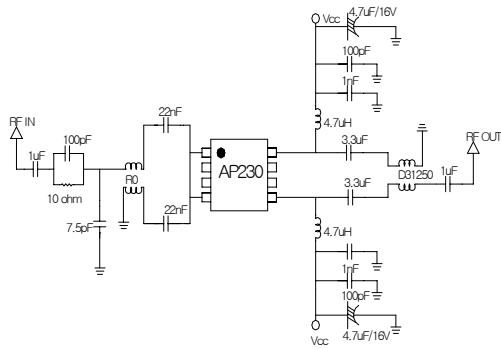 4.7uF/16V
Vcc
100pF
1nF
RF IN
22nF
4.7uH
100pF
1uF
3.3uF
RF OUT
AP230
D31250
R0
3.3uF
1uF
10 ohm
22nF
7.5pF
4.7uH
1nF
100pF
Vcc
4.7uF/16V